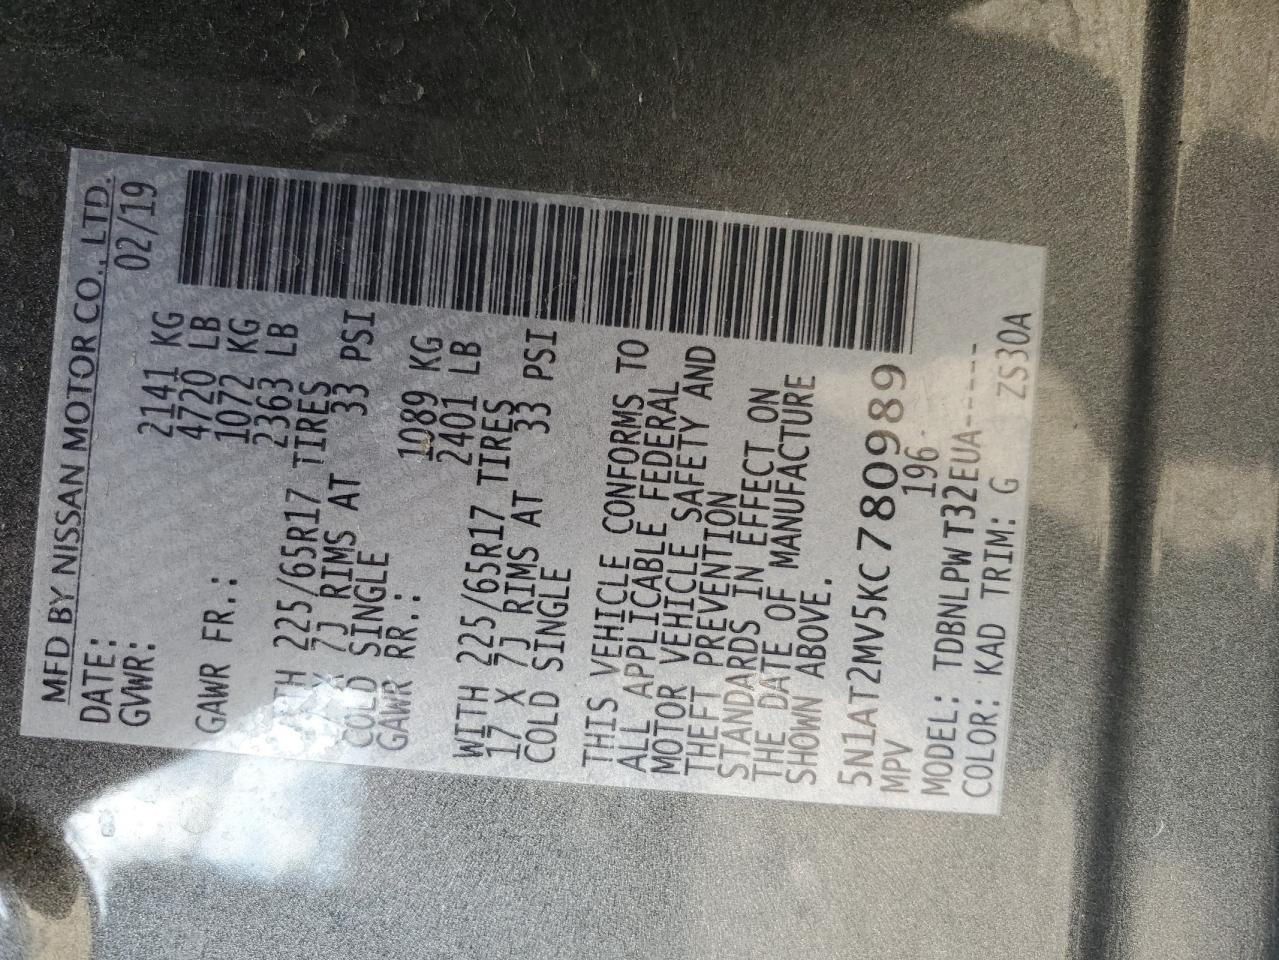 MFD BY NISSAN MOTOR CO., LTD.
DATE: 02/19
GVWR: 2141 KG
4720 LB
GAWR FR.: 1072 KG
2363 LB
WITH 225/65R17 TIRES
17 X 7J RIMS AT 33 PSI
COLD SINGLE
GAWR RR.: 1089 KG
2401 LB
WITH 225/65R17 TIRES
17 X 7J RIMS AT 33 PSI
COLD SINGLE
THIS VEHICLE CONFORMS TO
ALL APPLICABLE FEDERAL
MOTOR VEHICLE SAFETY AND
THEFT PREVENTION
STANDARDS IN EFFECT ON
THE DATE OF MANUFACTURE
SHOWN ABOVE.
5N1AT2MV5KC780989
MPV 196
MODEL: TDBNLPWT32EUA-----
COLOR: KAD TRIM: G ZS30A